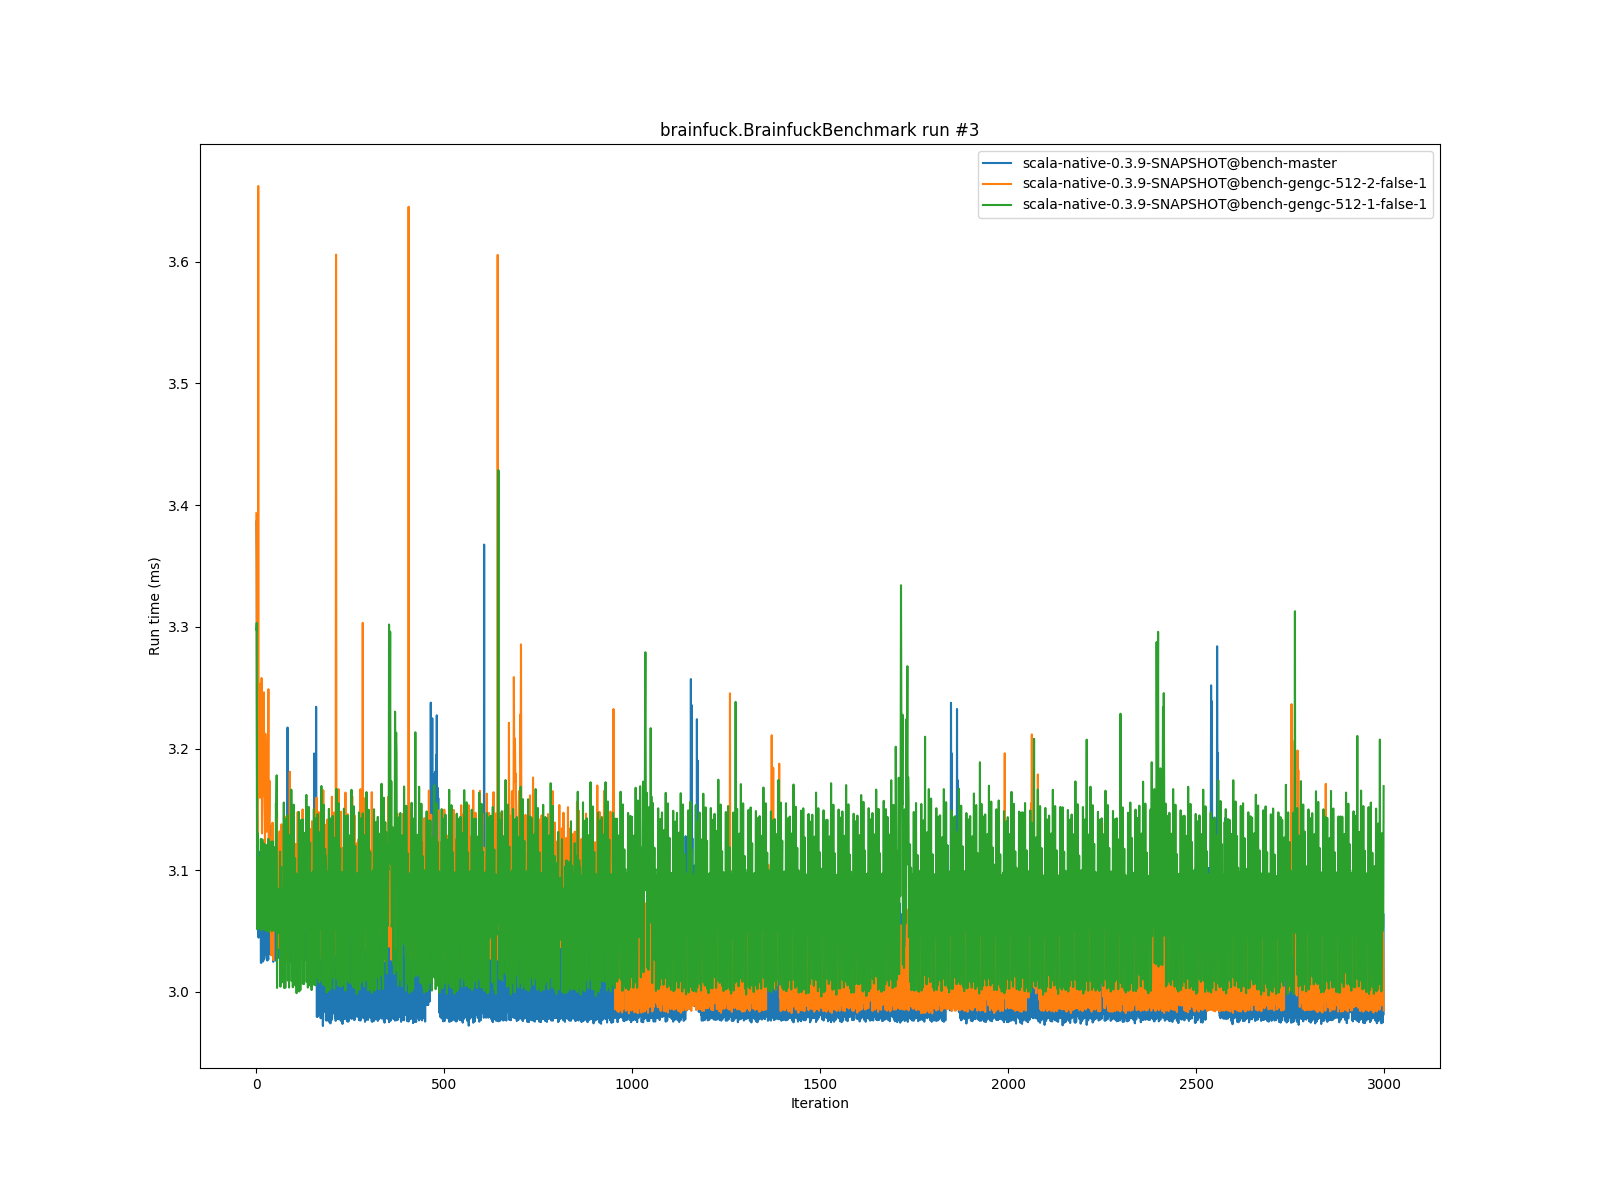 brainfuck.BrainfuckBenchmark run #3
scala-native-0.3.9-SNAPSHOT@bench-master
scala-native-0.3.9-SNAPSHOT@bench-gengc-512-2-false-1
scala-native-0.3.9-SNAPSHOT@bench-gengc-512-1-false-1
3.6
3.5
3.4
3.3
3.2
3.1
3.0
Run time (ms)
0 500 1000 1500 2000 2500 3000
Iteration